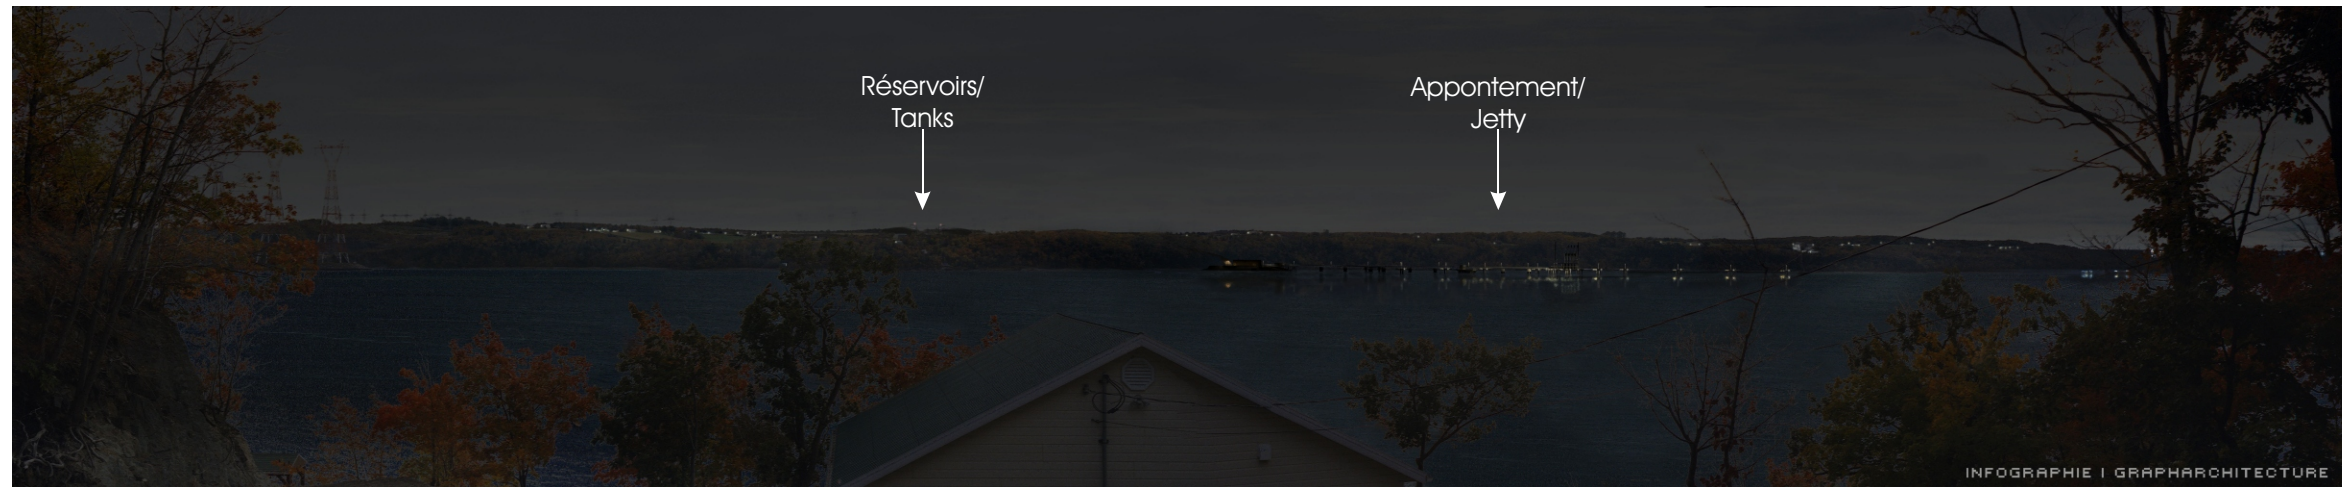 Réservoirs/
Tanks
Appontement/
Jetty
INFOGRAPHIE | GRAPHARCHITECTURE